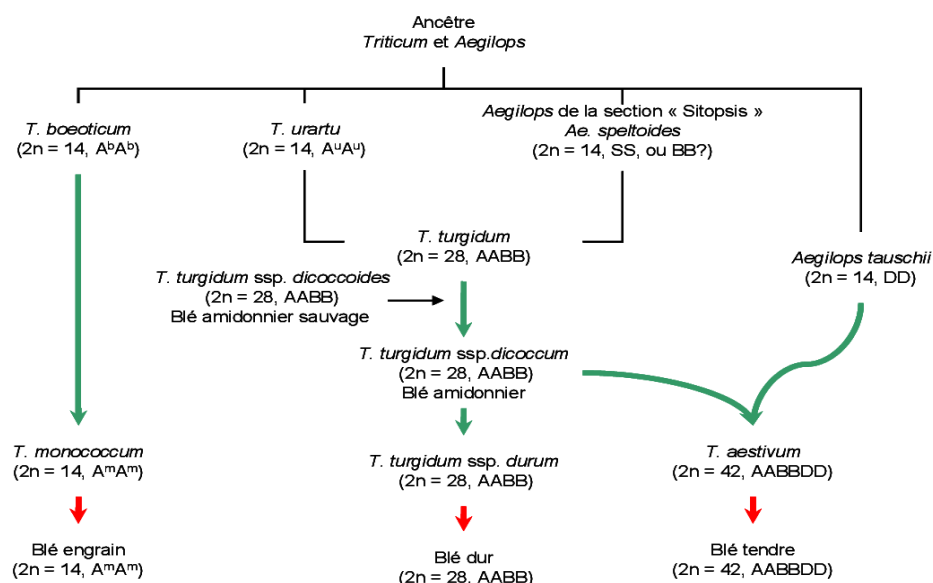 Ancêtre
Triticum et Aegilops
T. boeoticum
(2n = 14, AᵇAᵇ)
T. urartu
(2n = 14, AᵘAᵘ)
Aegilops de la section « Sitopsis »
Ae. speltoides
(2n = 14, SS, ou BB?)
T. turgidum
(2n = 28, AABB)
Aegilops tauschii
(2n = 14, DD)
T. turgidum ssp. dicoccoides
(2n = 28, AABB)
Blé amidonnier sauvage
T. turgidum ssp.dicoccum
(2n = 28, AABB)
Blé amidonnier
T. monococcum
(2n = 14, AᵐAᵐ)
T. turgidum ssp. durum
(2n = 28, AABB)
T. aestivum
(2n = 42, AABBDD)
Blé engrain
(2n = 14, AᵐAᵐ)
Blé dur
(2n = 28, AABB)
Blé tendre
(2n = 42, AABBDD)